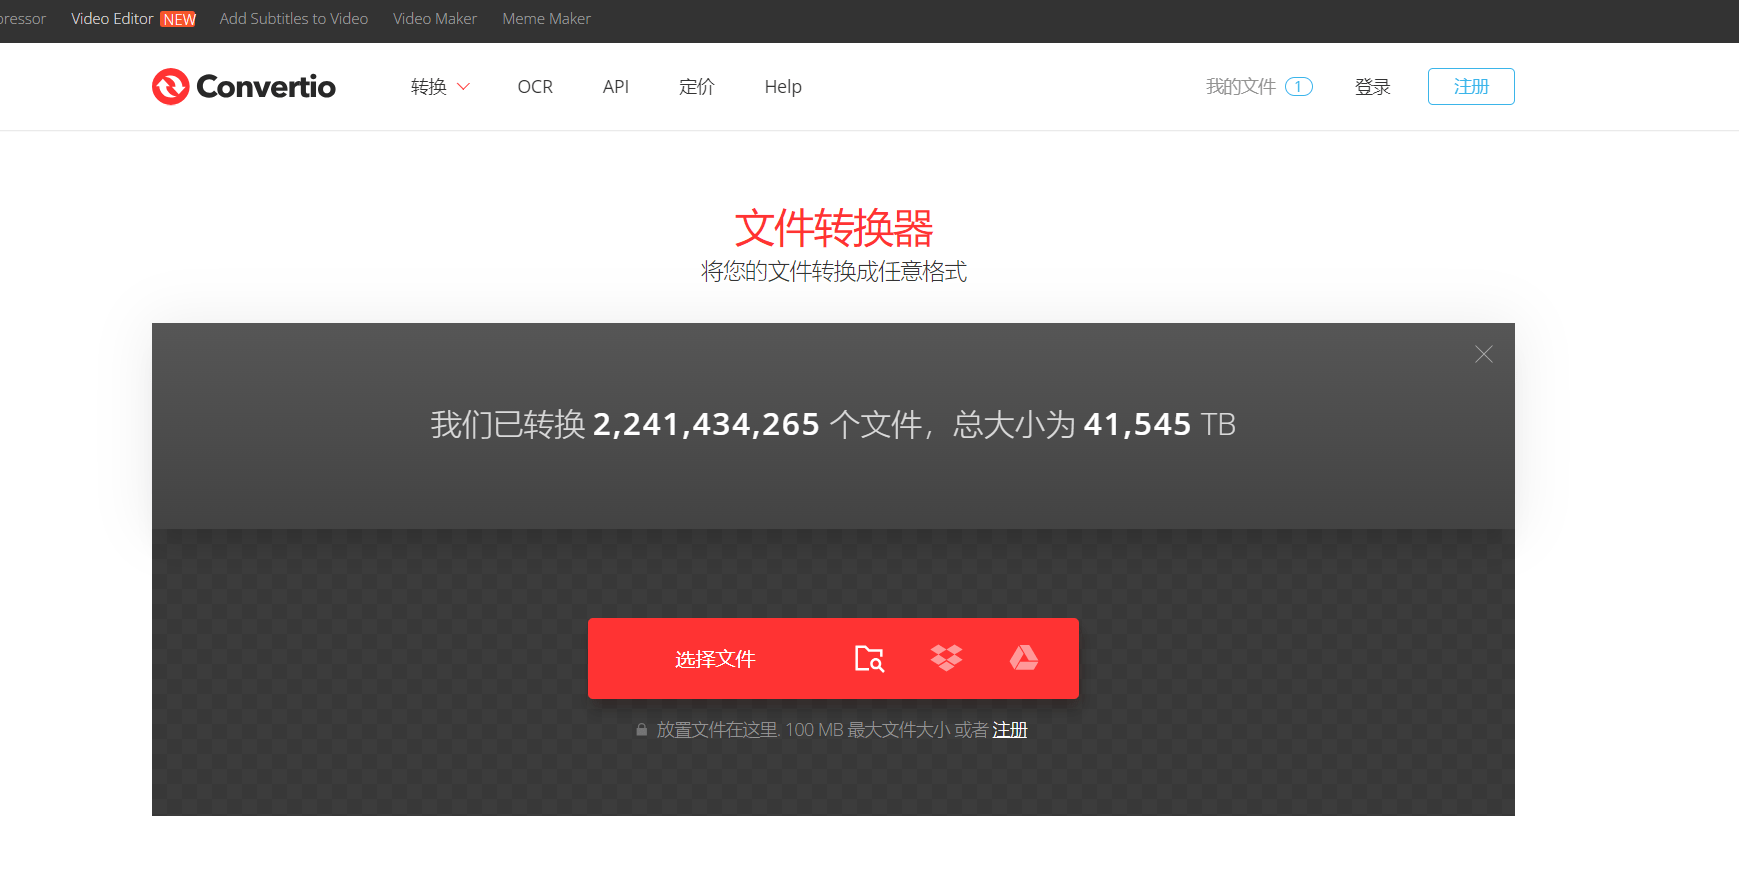 Video Editor NEW Add Subtitles to Video Video Maker Meme Maker
Convertio 转换 OCR API 定价 Help 我的文件 1 登录 注册
文件转换器
将您的文件转换成任意格式
我们已转换 2,241,434,265 个文件，总大小为 41,545 TB
选择文件
放置文件在这里. 100 MB 最大文件大小 或者 注册